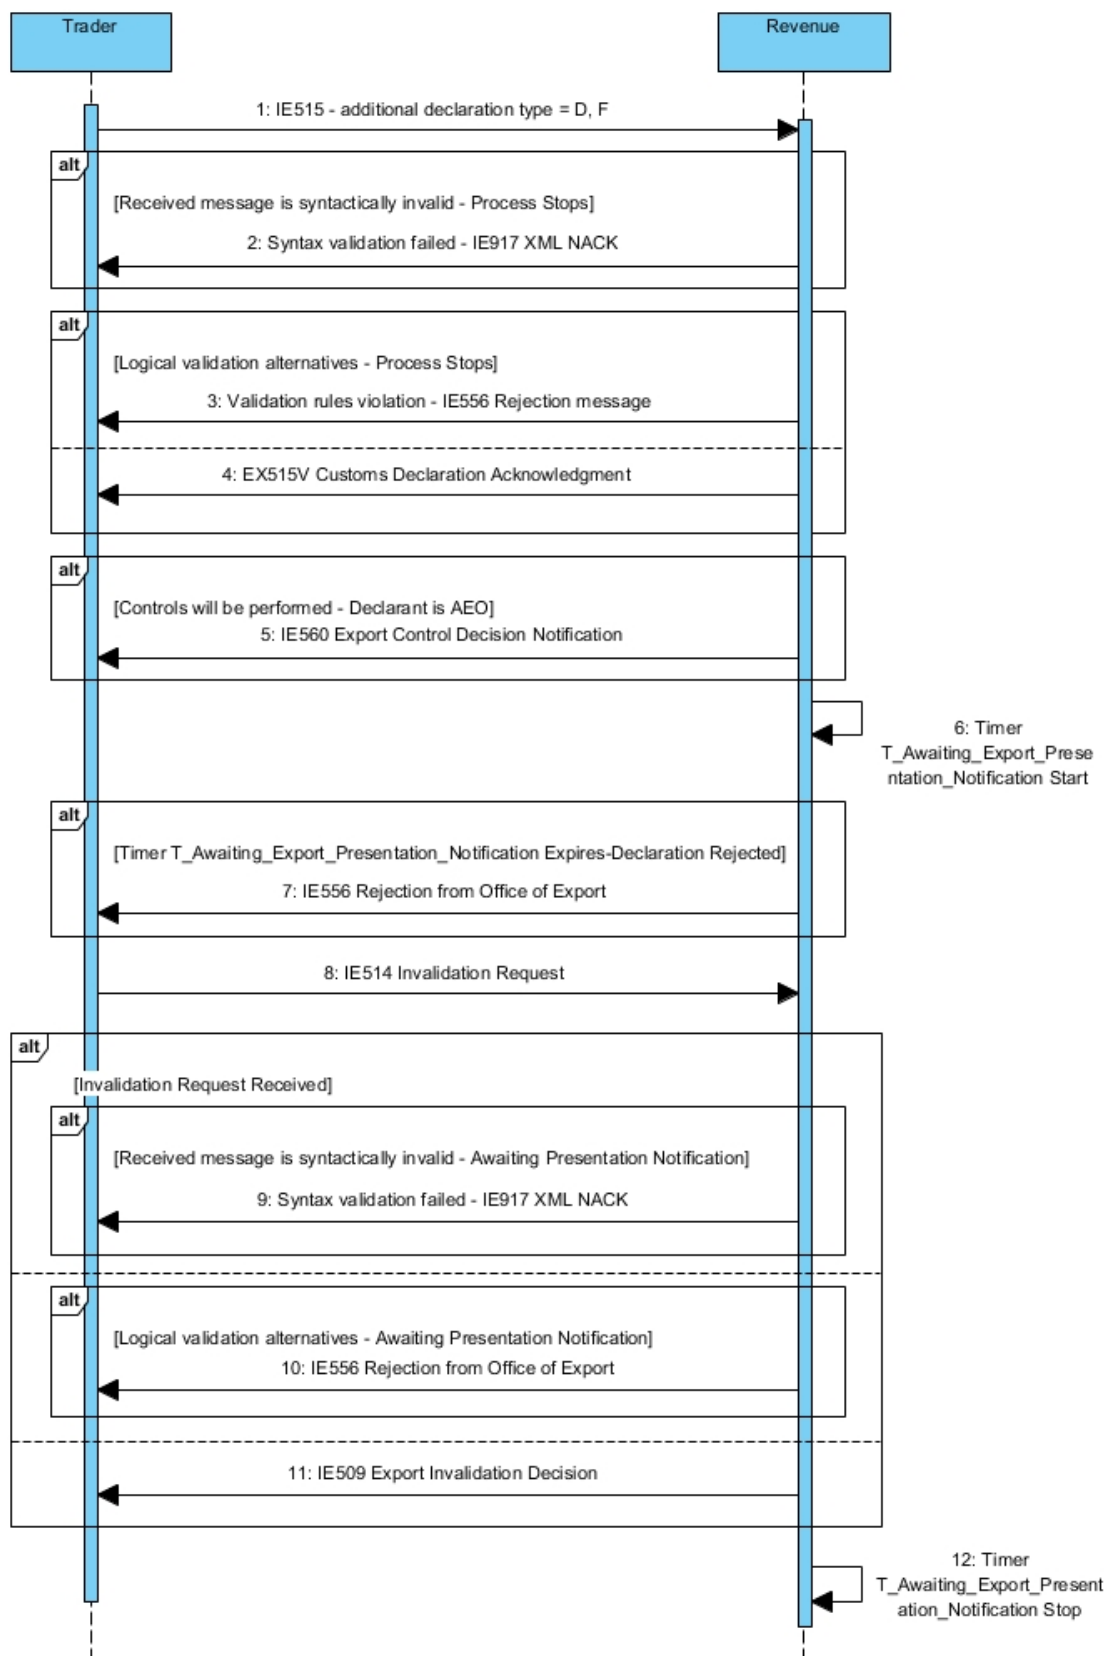 Trader
Revenue
1: IE515 - additional declaration type = D, F
alt
[Received message is syntactically invalid - Process Stops]
2: Syntax validation failed - IE917 XML NACK
alt
[Logical validation alternatives - Process Stops]
3: Validation rules violation - IE556 Rejection message
4: EX515V Customs Declaration Acknowledgment
alt
[Controls will be performed - Declarant is AEO]
5: IE560 Export Control Decision Notification
6: Timer
T_Awaiting_Export_Prese
ntation_Notification Start
alt
[Timer T_Awaiting_Export_Presentation_Notification Expires-Declaration Rejected]
7: IE556 Rejection from Office of Export
8: IE514 Invalidation Request
alt
[Invalidation Request Received]
alt
[Received message is syntactically invalid - Awaiting Presentation Notification]
9: Syntax validation failed - IE917 XML NACK
alt
[Logical validation alternatives - Awaiting Presentation Notification]
10: IE556 Rejection from Office of Export
11: IE509 Export Invalidation Decision
12: Timer
T_Awaiting_Export_Present
ation_Notification Stop